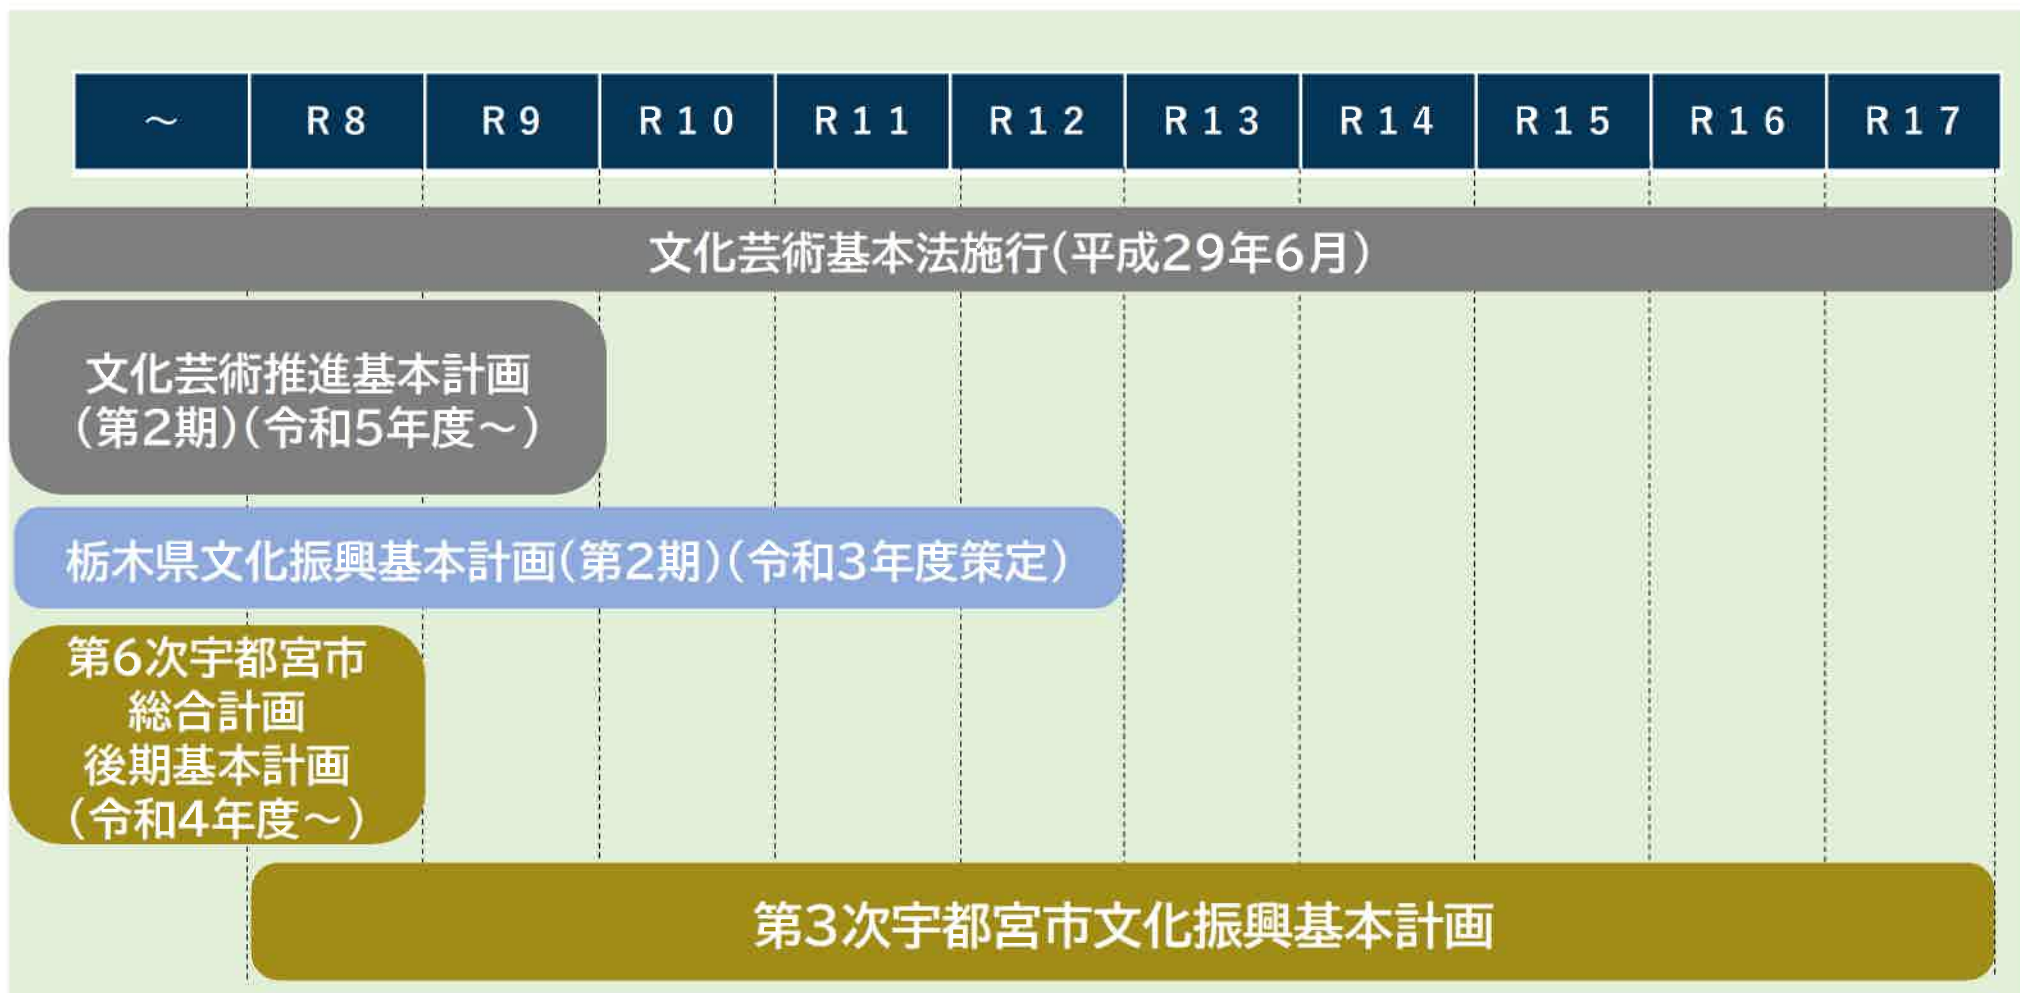 ～ R8 R9 R10 R11 R12 R13 R14 R15 R16 R17
文化芸術基本法施行(平成29年6月)
文化芸術推進基本計画
(第2期)(令和5年度～)
栃木県文化振興基本計画(第2期)(令和3年度策定)
第6次宇都宮市
総合計画
後期基本計画
(令和4年度～)
第3次宇都宮市文化振興基本計画